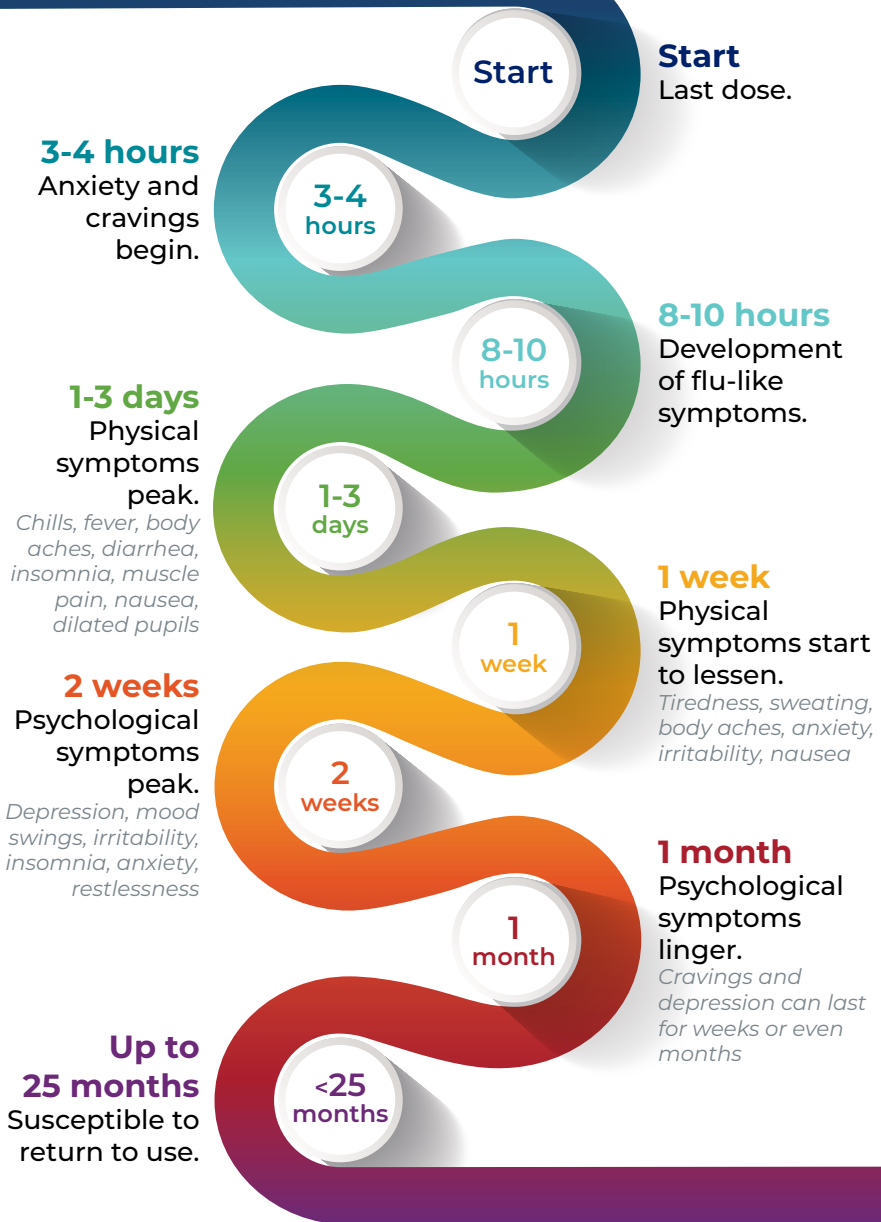 Start
Start
Last dose.
3-4 hours
Anxiety and
cravings
begin.
3-4
hours
8-10
hours
8-10 hours
Development
of flu-like
symptoms.
1-3 days
Physical
symptoms
peak.
Chills, fever, body
aches, diarrhea,
insomnia, muscle
pain, nausea,
dilated pupils
1-3
days
1
week
1 week
Physical
symptoms start
to lessen.
Tiredness, sweating,
body aches, anxiety,
irritability, nausea
2 weeks
Psychological
symptoms
peak.
Depression, mood
swings, irritability,
insomnia, anxiety,
restlessness
2
weeks
1
month
1 month
Psychological
symptoms
linger.
Cravings and
depression can last
for weeks or even
months
Up to
25 months
Susceptible to
return to use.
<25
months